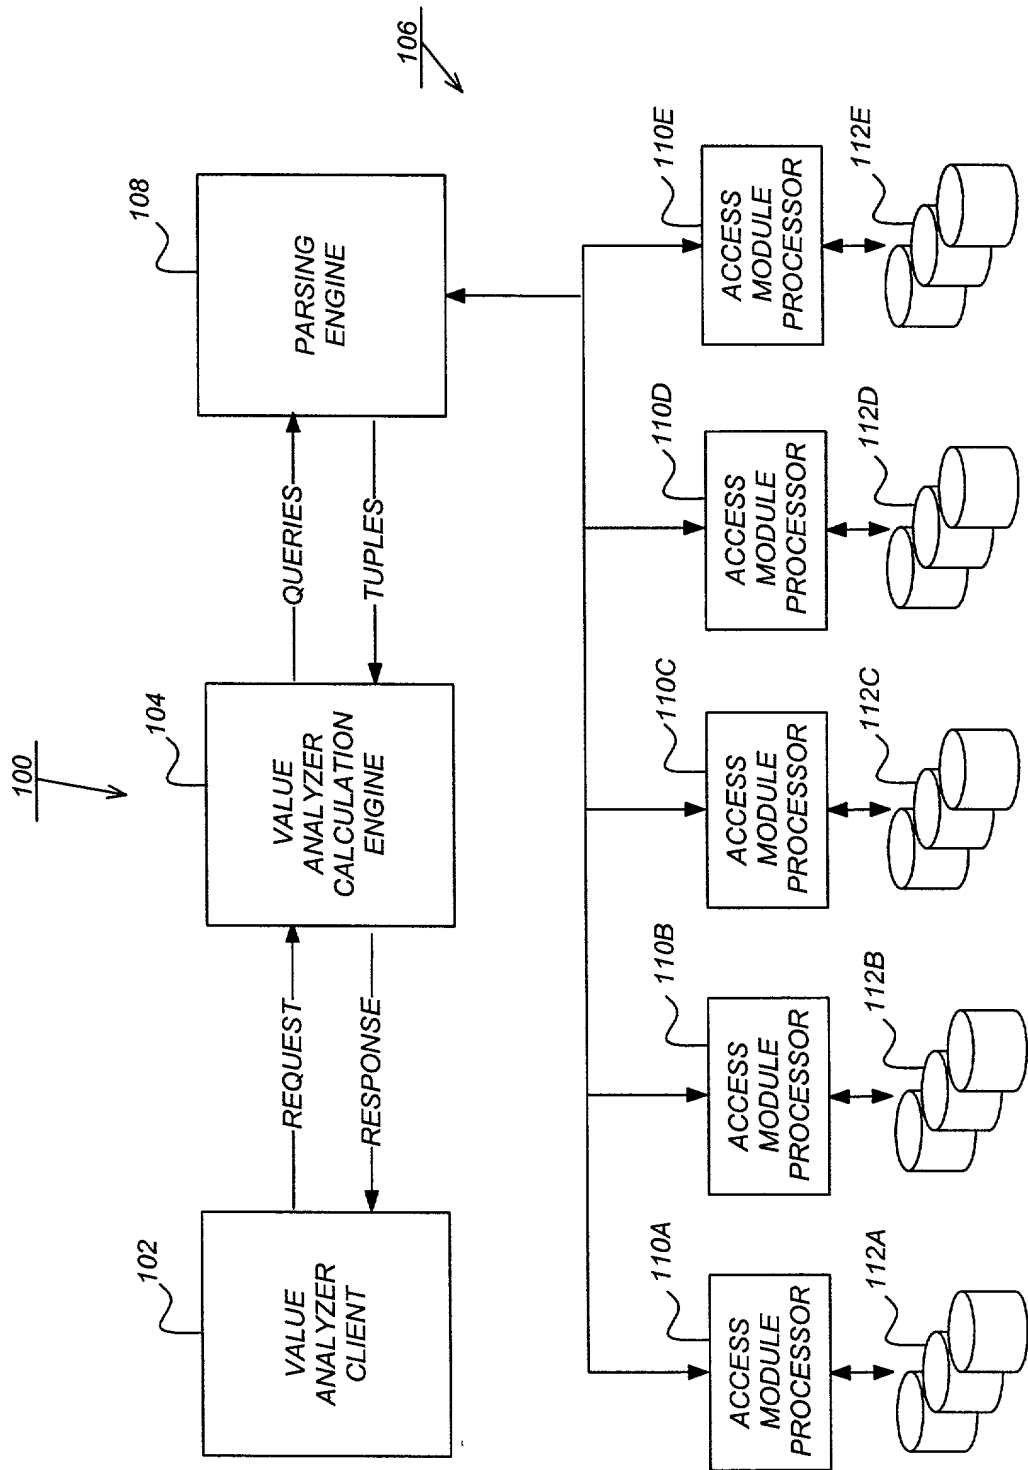 100
102
VALUE
ANALYZER
CLIENT
REQUEST
RESPONSE
104
VALUE
ANALYZER
CALCULATION
ENGINE
QUERIES
TUPLES
108
PARSING
ENGINE
106
110A
ACCESS
MODULE
PROCESSOR
112A
110B
ACCESS
MODULE
PROCESSOR
112B
110C
ACCESS
MODULE
PROCESSOR
112C
110D
ACCESS
MODULE
PROCESSOR
112D
110E
ACCESS
MODULE
PROCESSOR
112E